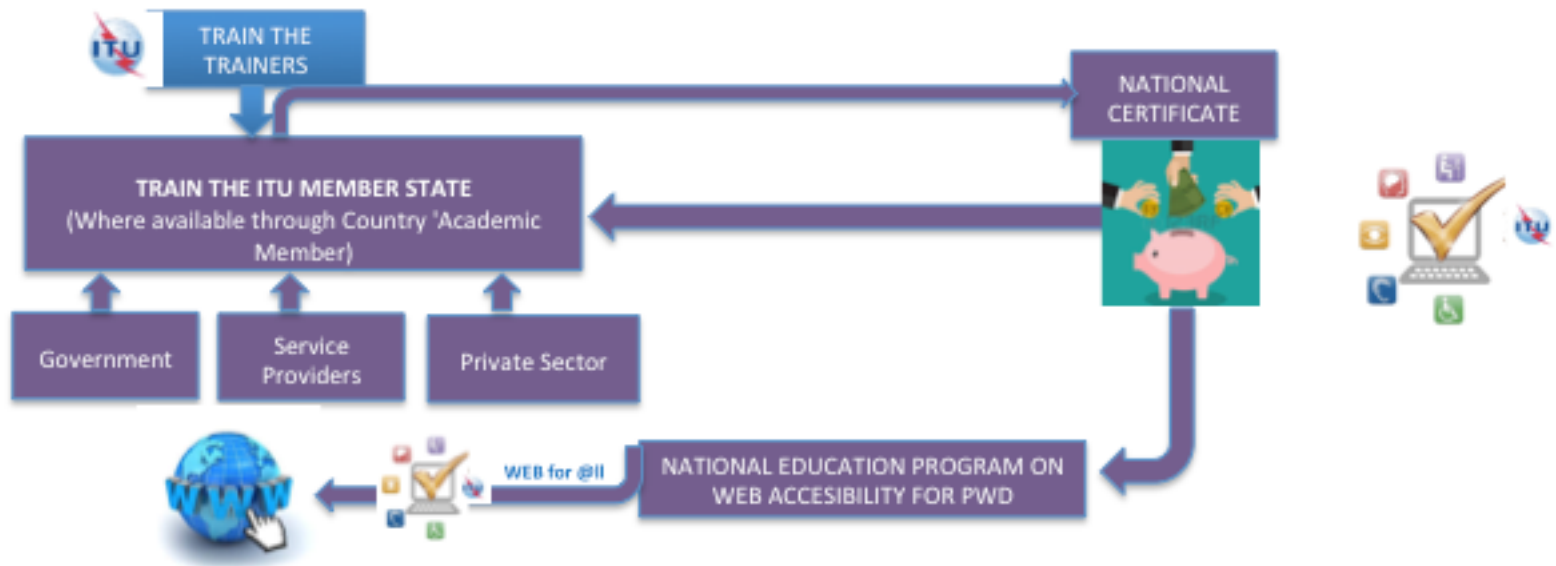 ITU
TRAIN THE
TRAINERS
NATIONAL
CERTIFICATE
TRAIN THE ITU MEMBER STATE
(Where available through Country 'Academic
Member)
ITU
Government
Service
Providers
Private Sector
WWW
WEB for @ll
NATIONAL EDUCATION PROGRAM ON
WEB ACCESIBILITY FOR PWD